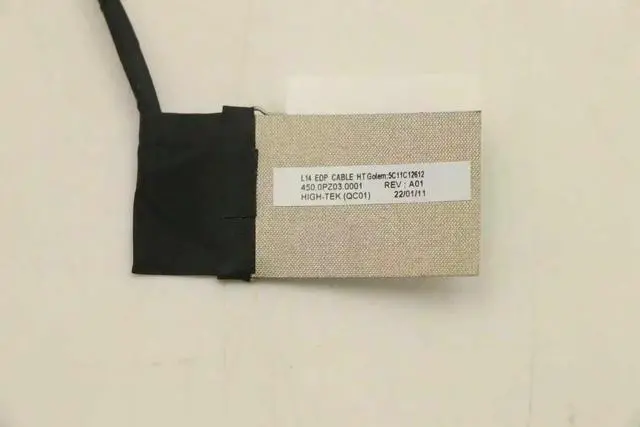 L14 EDP CABLE HT Golem:5C11C12612
450.0PZ03.0001 REV : A01
HIGH-TEK (QC01) 22/01/11